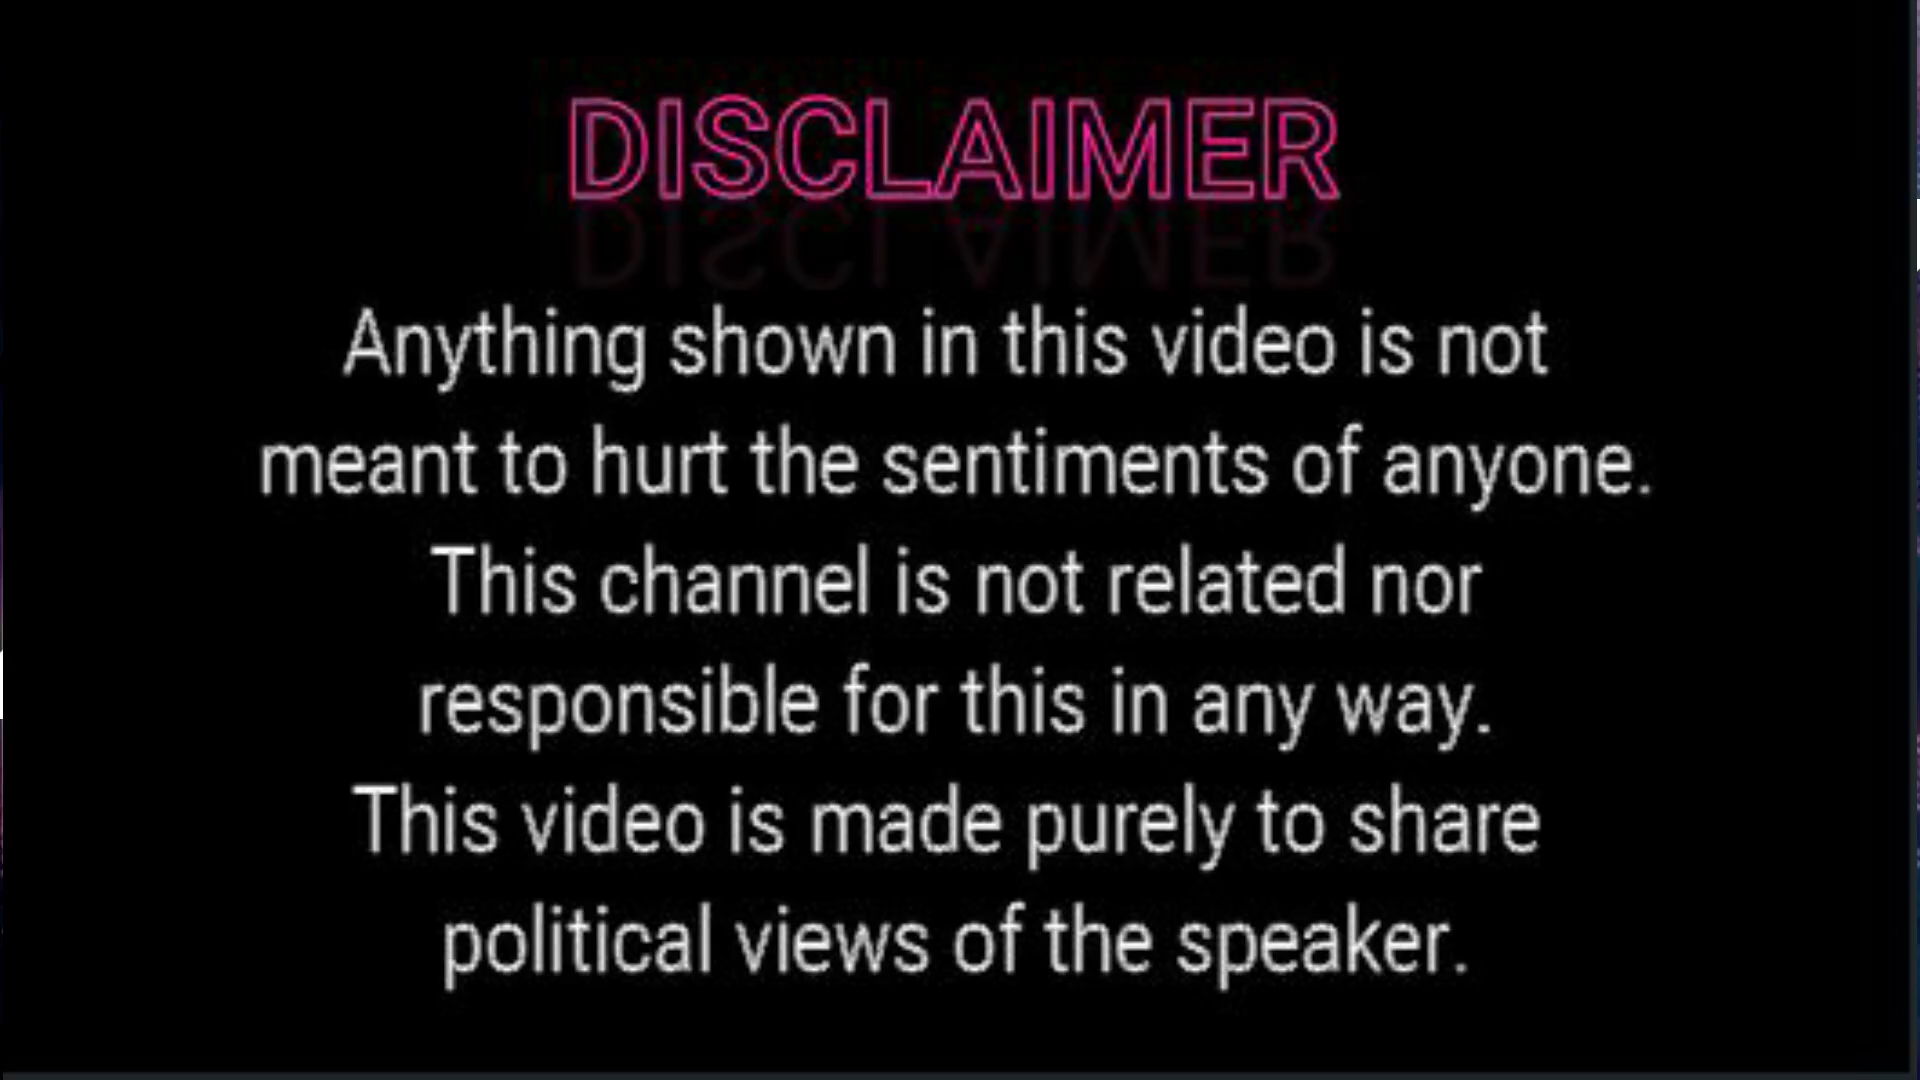 DISCLAIMER
Anything shown in this video is not
meant to hurt the sentiments of anyone.
This channel is not related nor
responsible for this in any way.
This video is made purely to share
political views of the speaker.